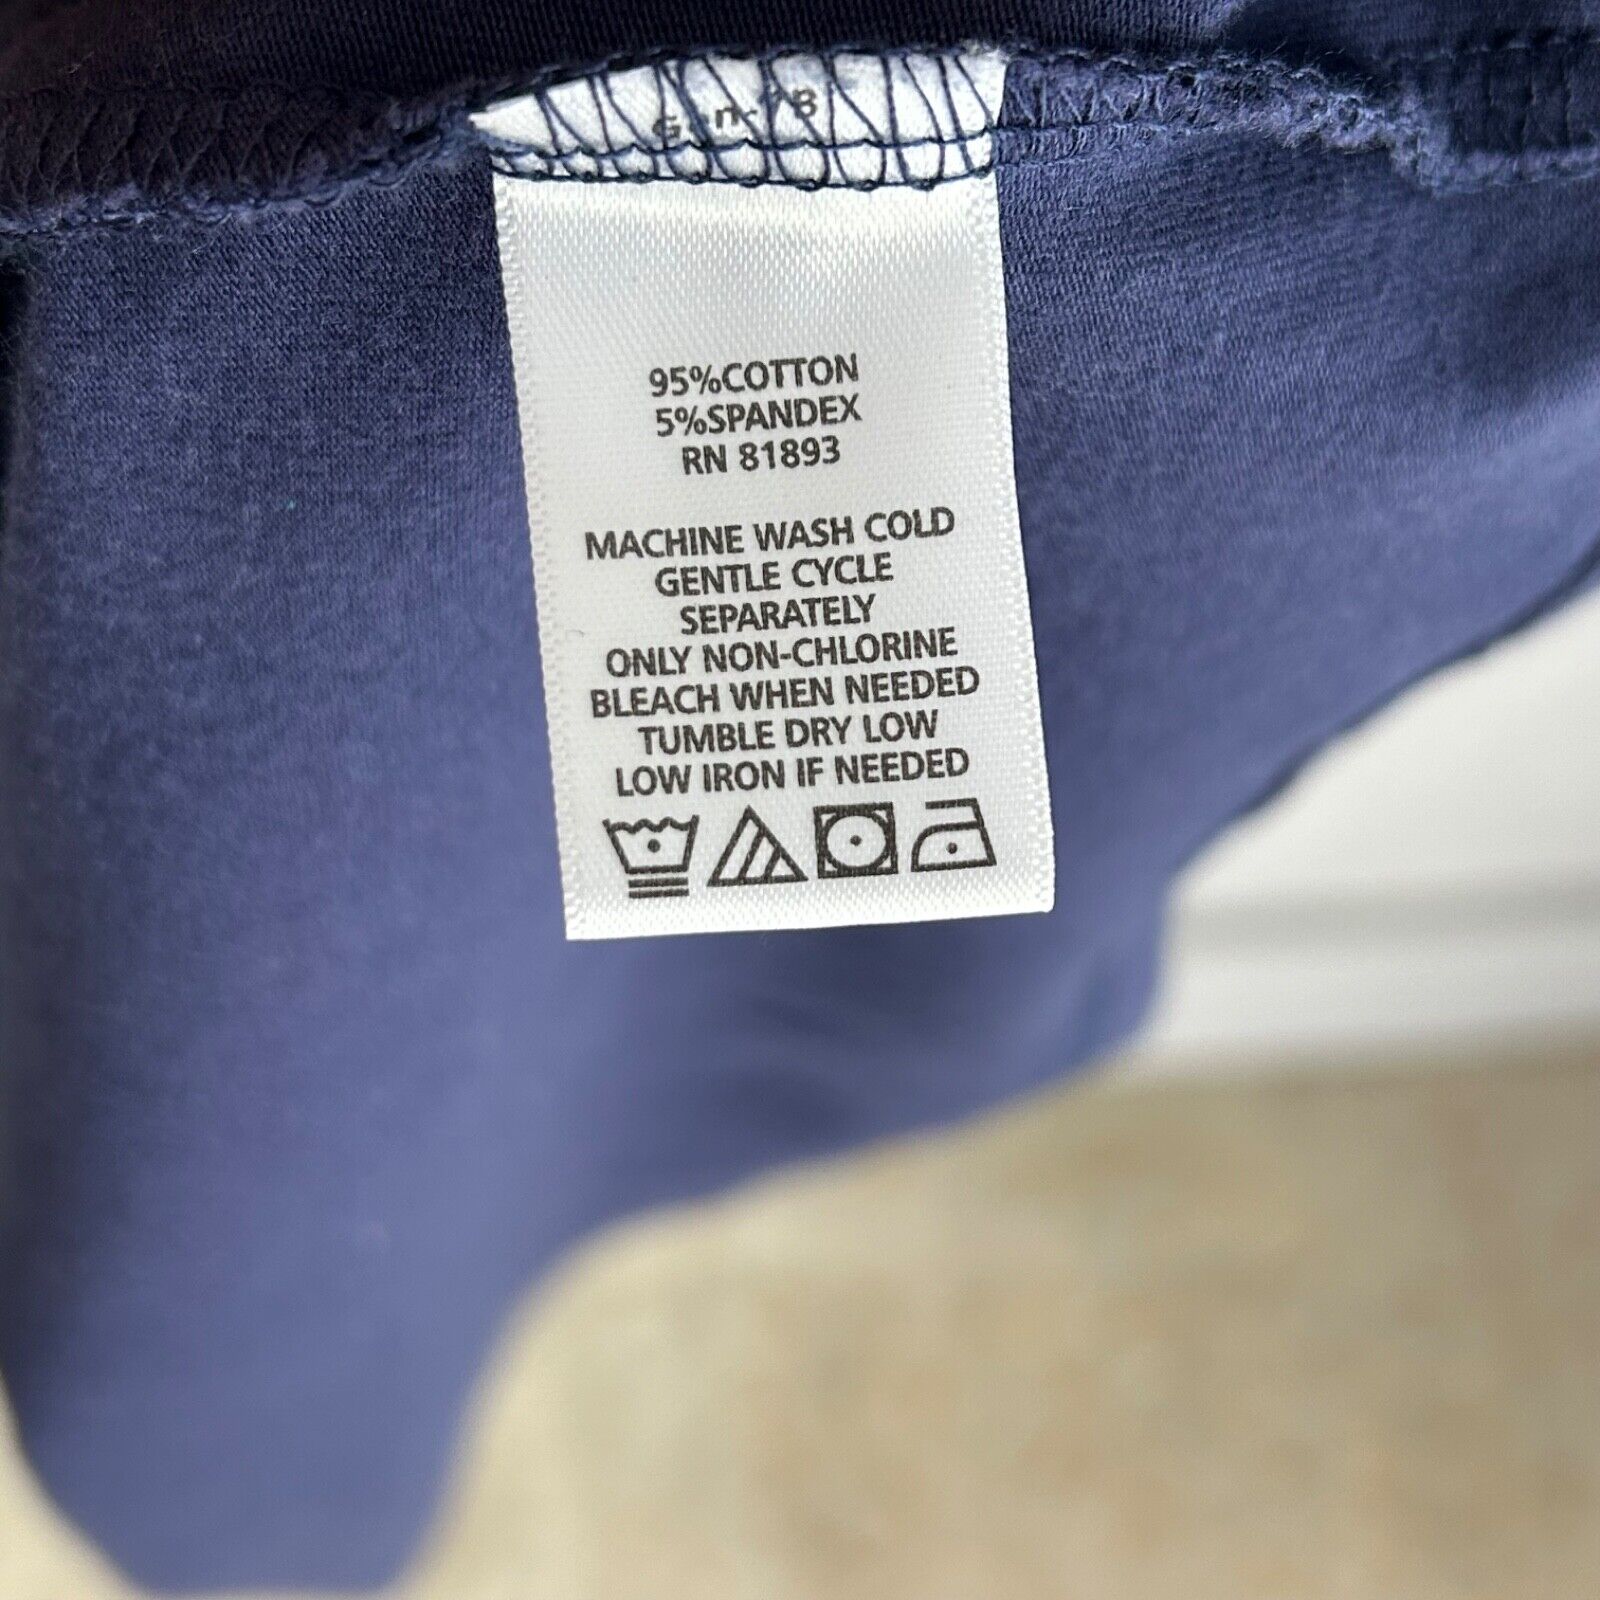 95%COTTON
5%SPANDEX
RN 81893
MACHINE WASH COLD
GENTLE CYCLE
SEPARATELY
ONLY NON-CHLORINE
BLEACH WHEN NEEDED
TUMBLE DRY LOW
LOW IRON IF NEEDED